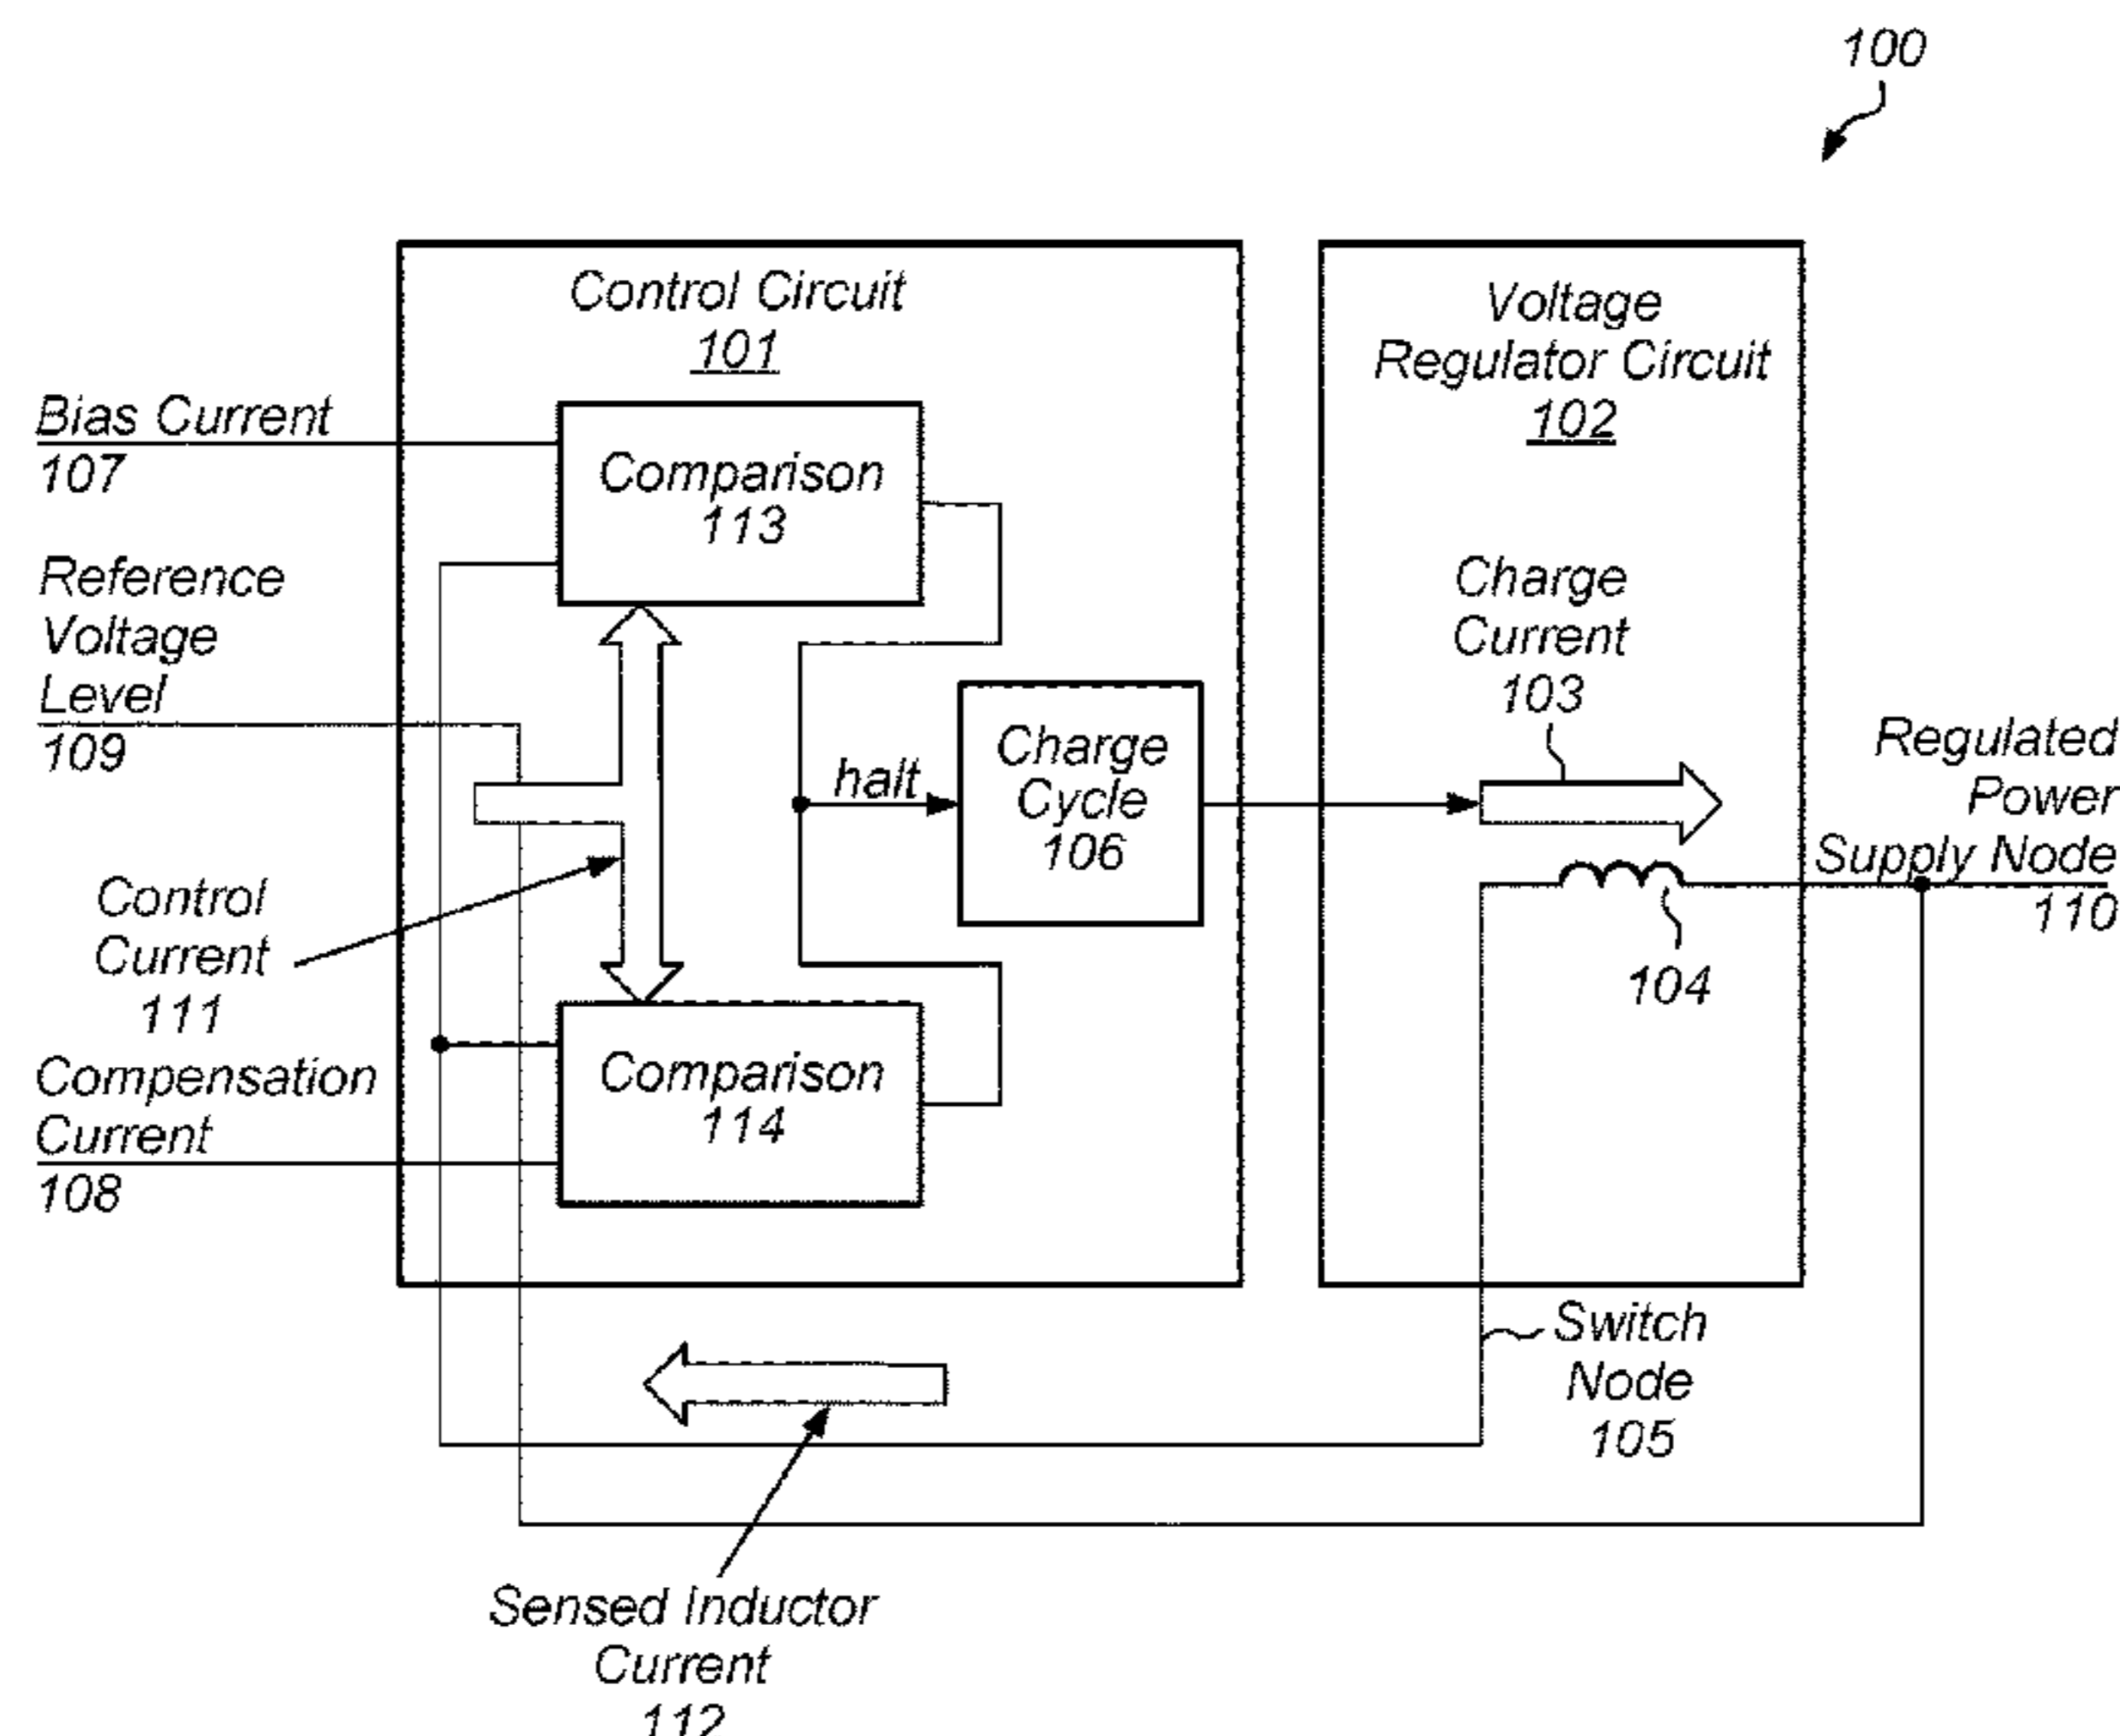 100
Control Circuit
101
Voltage
Regulator Circuit
102
Bias Current
107
Comparison
113
Reference
Voltage
Level
109
Charge
Current
103
halt
Charge
Cycle
106
Regulated
Power
Supply Node
110
Control
Current
111
104
Compensation
Current
108
Comparison
114
Switch
Node
105
Sensed Inductor
Current
112